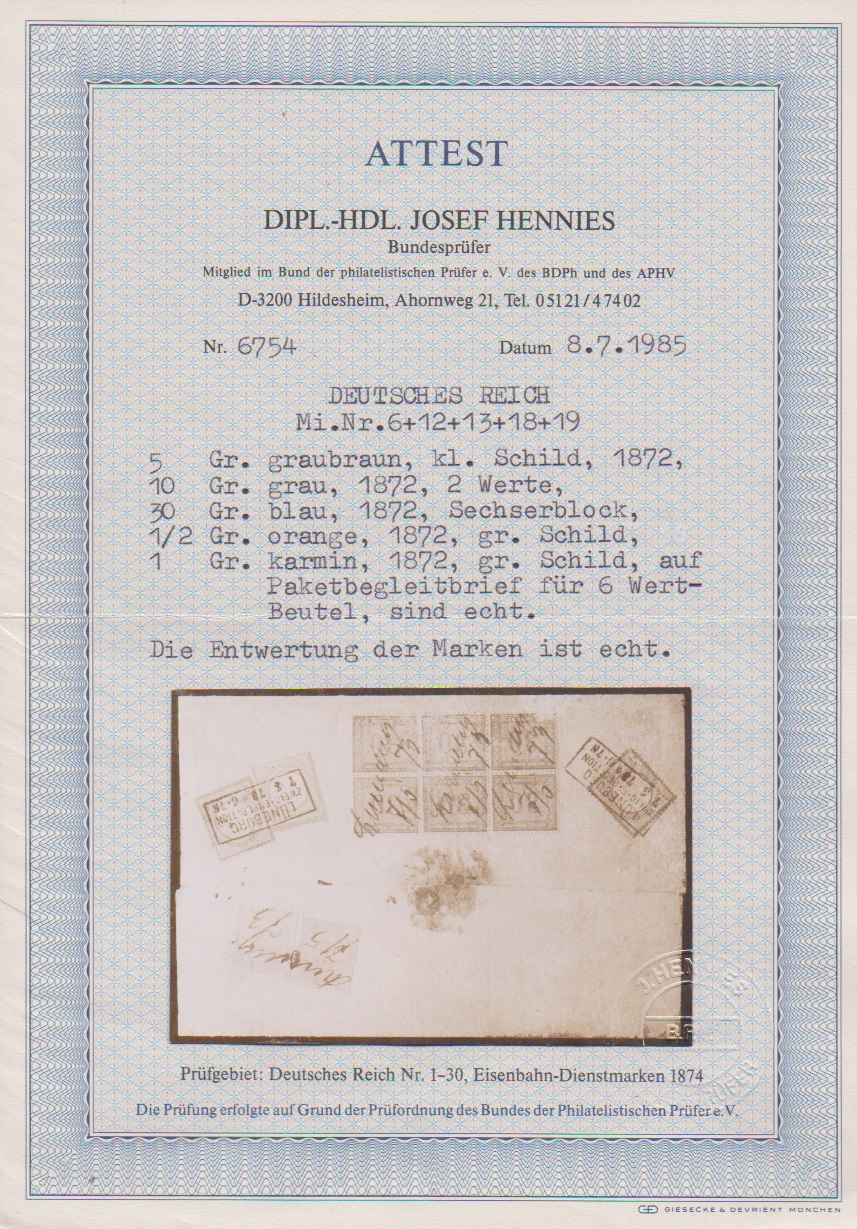 ATTEST
DIPL.-HDL. JOSEF HENNIES
Bundesprüfer
Mitglied im Bund der philatelistischen Prüfer e. V. des BDPh und des APHV
D-3200 Hildesheim, Ahornweg 21, Tel. 05121/47402
Nr. 6754 Datum 8.7.1985
DEUTSCHES REICH
Mi.Nr.6+12+13+18+19
5 Gr. graubraun, kl. Schild, 1872,
10 Gr. grau, 1872, 2 Werte,
30 Gr. blau, 1872, Sechserblock,
1/2 Gr. orange, 1872, gr. Schild,
1 Gr. karmin, 1872, gr. Schild, auf
Paketbegleitbrief für 6 Wert-
Beutel, sind echt.
Die Entwertung der Marken ist echt.
LÜNEBURG
Prüfgebiet: Deutsches Reich Nr. 1-30, Eisenbahn-Dienstmarken 1874
Die Prüfung erfolgte auf Grund der Prüfordnung des Bundes der Philatelistischen Prüfer e.V.
GIESECKE & DEVRIENT MÜNCHEN